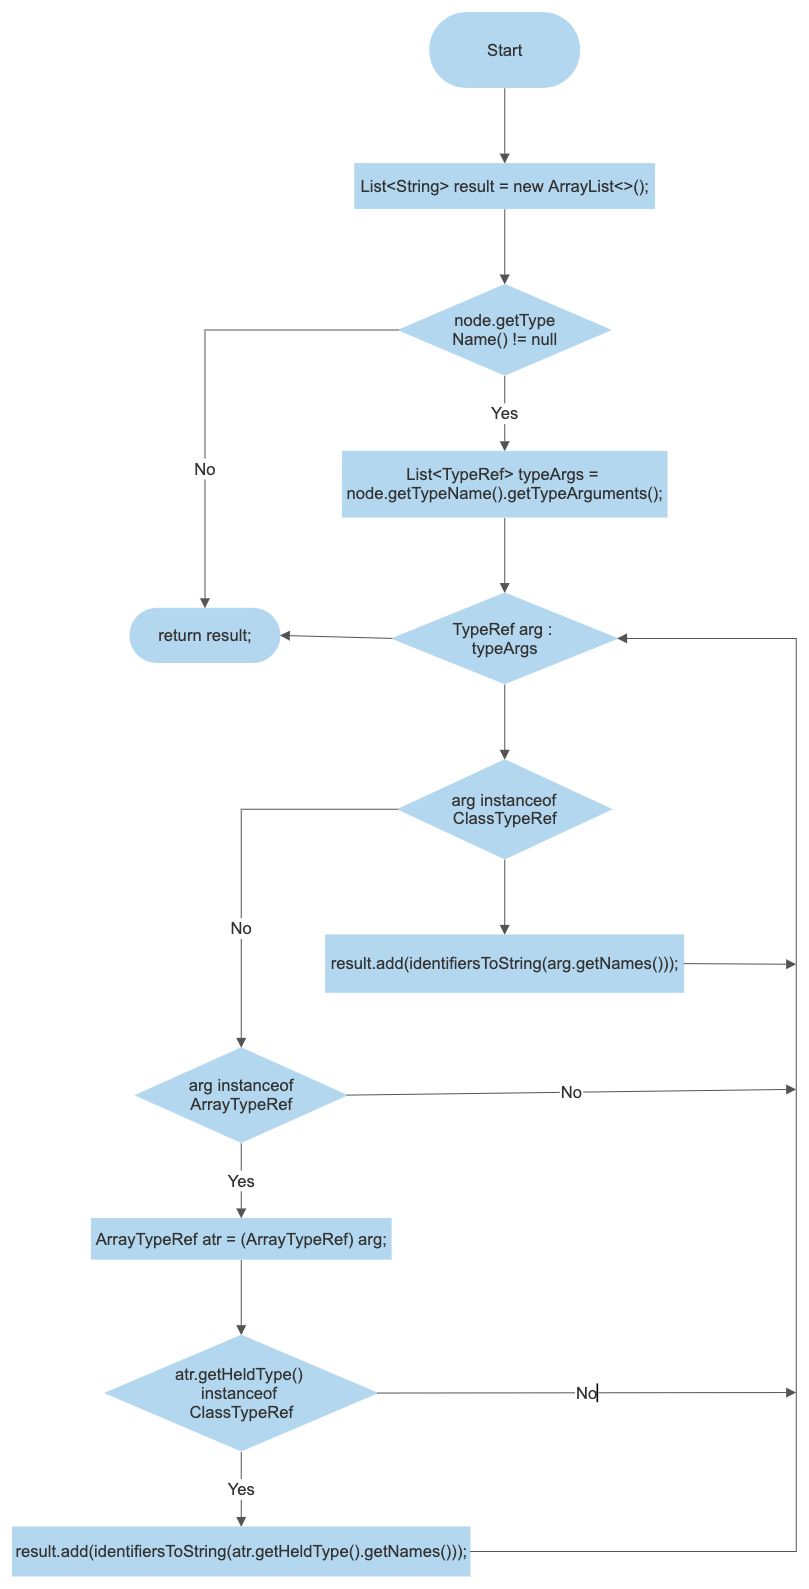 Start
List<String> result = new ArrayList<>();
node.getType
Name() != null
Yes
No
List<TypeRef> typeArgs =
node.getTypeName().getTypeArguments();
return result;
TypeRef arg :
typeArgs
arg instanceof
ClassTypeRef
No
result.add(identifiersToString(arg.getNames()));
arg instanceof
ArrayTypeRef
No
Yes
ArrayTypeRef atr = (ArrayTypeRef) arg;
atr.getHeldType()
instanceof
ClassTypeRef
No
Yes
result.add(identifiersToString(atr.getHeldType().getNames()));